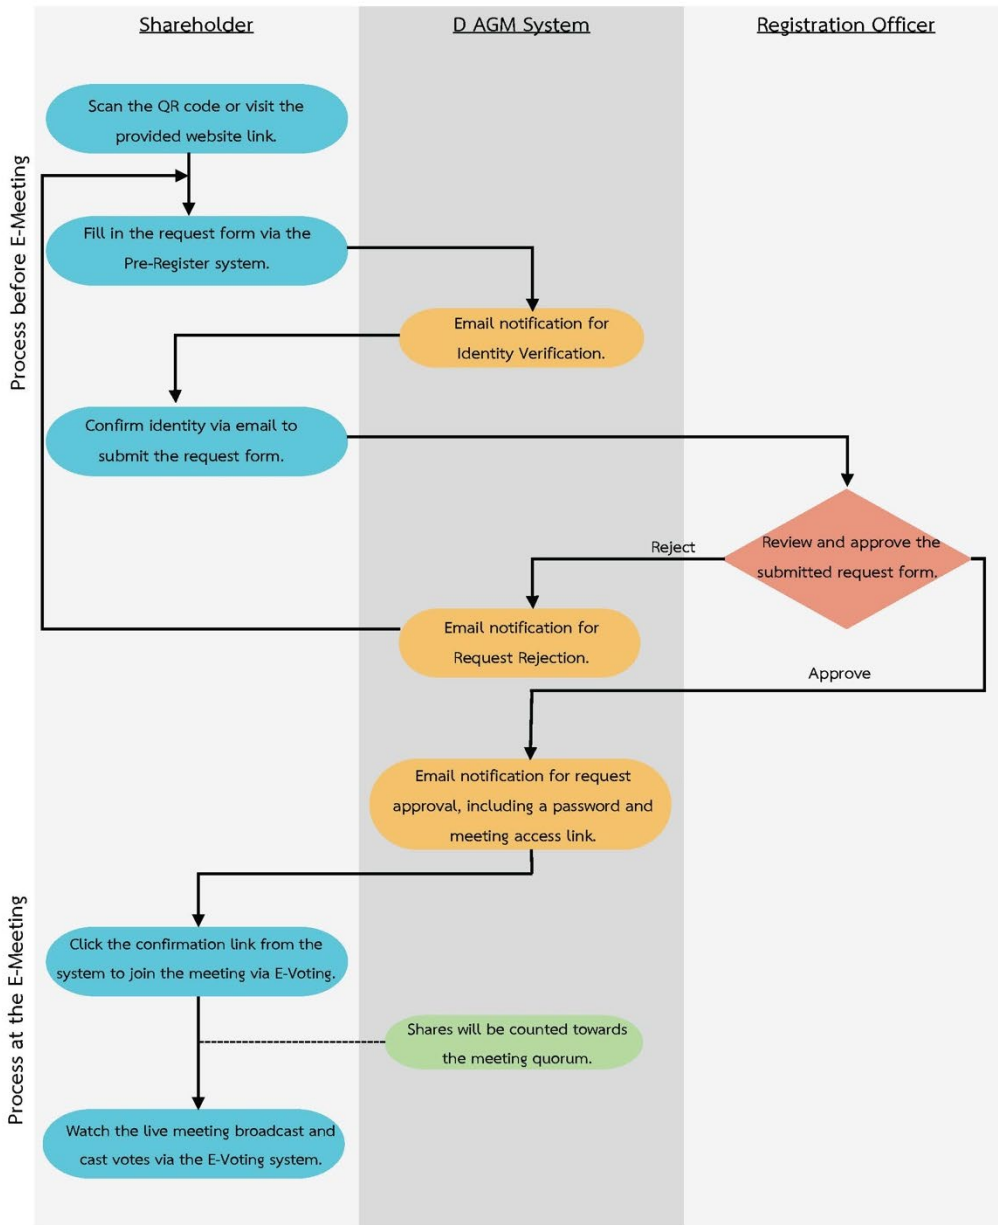 Shareholder
D AGM System
Registration Officer
Process before E-Meeting
Scan the QR code or visit the
provided website link.
Fill in the request form via the
Pre-Register system.
Email notification for
Identity Verification.
Confirm identity via email to
submit the request form.
Review and approve the
submitted request form.
Reject
Email notification for
Request Rejection.
Approve
Email notification for request
approval, including a password and
meeting access link.
Process at the E-Meeting
Click the confirmation link from the
system to join the meeting via E-Voting.
Shares will be counted towards
the meeting quorum.
Watch the live meeting broadcast and
cast votes via the E-Voting system.